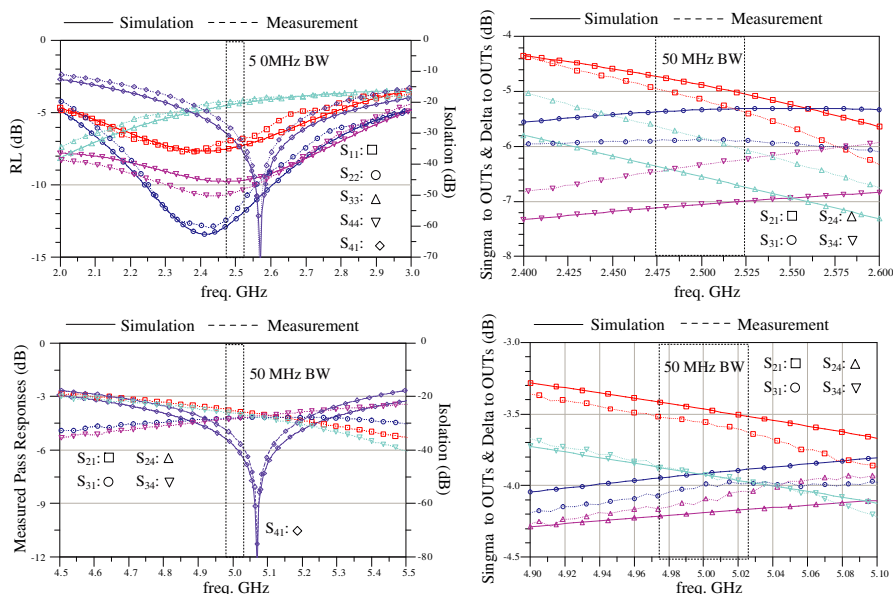 Simulation Measurement
0 0
50MHz BW
-10
-20
-5
-30
-40
-10
-50
-60
-15 -70
RL (dB)
Isolation (dB)
S11:
S22:
S33:
S44:
S41:
2.0 2.1 2.2 2.3 2.4 2.5 2.6 2.7 2.8 2.9 3.0
freq. GHz
Simulation Measurement
-4
-5
-6
-7
-8
Singma to OUTs & Delta to OUTs (dB)
50 MHz BW
S21: S24:
S31: S34:
2.400 2.425 2.450 2.475 2.500 2.525 2.550 2.575 2.600
freq. GHz
Simulation Measurement
0 0
-3
-20
-6
-40
-9
-60
-12 -80
Measured Pass Responses (dB)
Isolation (dB)
50 MHz BW
S21: S24:
S31: S34:
S41:
4.5 4.6 4.7 4.8 4.9 5.0 5.1 5.2 5.3 5.4 5.5
freq. GHz
Simulation Measurement
-3.0
-3.5
-4.0
-4.5
Singma to OUTs & Delta to OUTs (dB)
50 MHz BW
S21: S24:
S31: S34:
4.90 4.92 4.94 4.96 4.98 5.00 5.02 5.04 5.06 5.08 5.10
freq. GHz